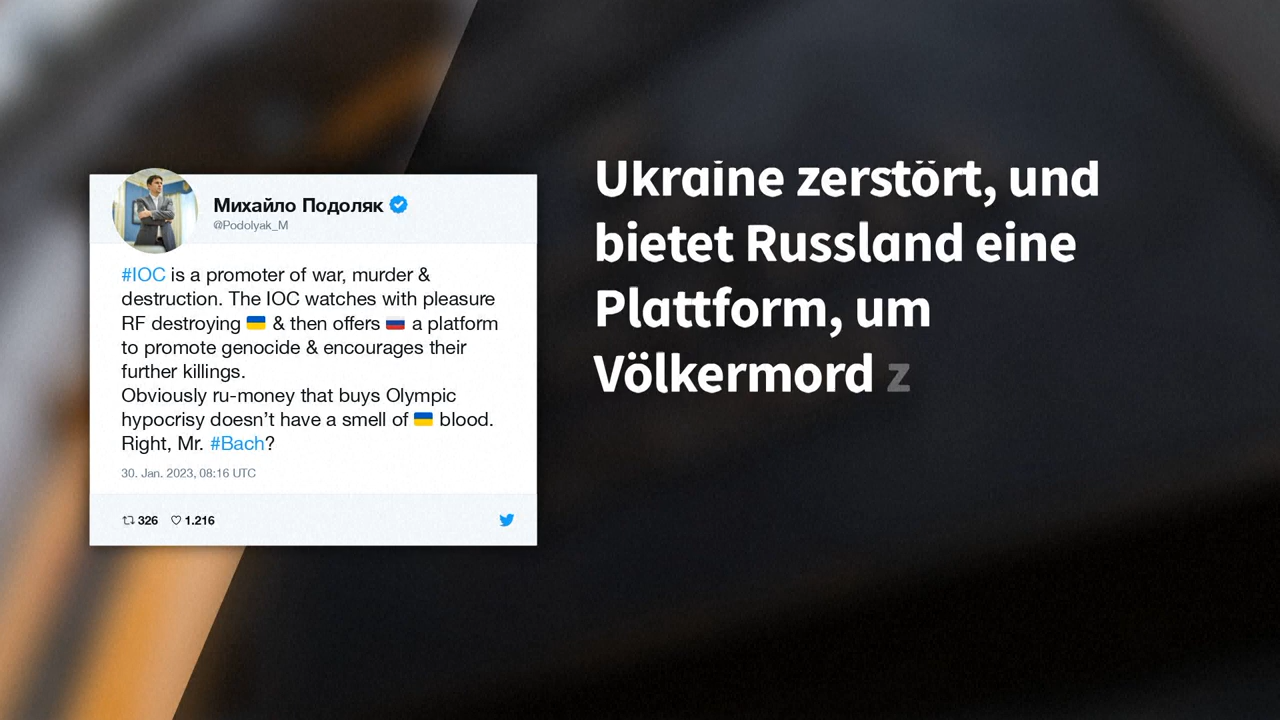 Михайло Подоляк
@Podolyak_M
#IOC is a promoter of war, murder &
destruction. The IOC watches with pleasure
RF destroying 🇺🇦 & then offers 🇷🇺 a platform
to promote genocide & encourages their
further killings.
Obviously ru-money that buys Olympic
hypocrisy doesn’t have a smell of 🇺🇦 blood.
Right, Mr. #Bach?
30. Jan. 2023, 08:16 UTC
326 1.216
Ukraine zerstört, und
bietet Russland eine
Plattform, um
Völkermord z